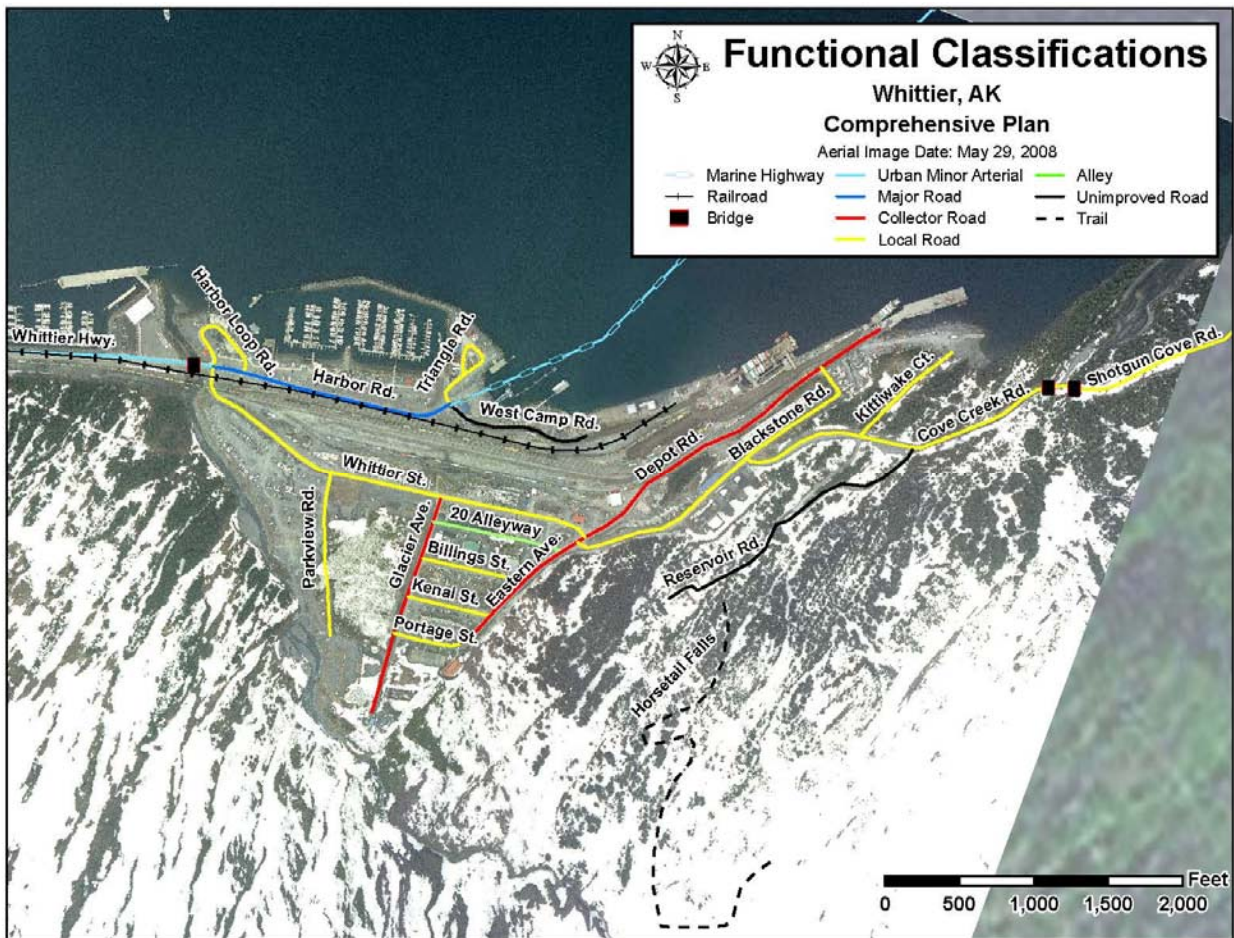 N
W E
S
Functional Classifications
Whittier, AK
Comprehensive Plan
Aerial Image Date: May 29, 2008
Marine Highway
Railroad
Bridge
Urban Minor Arterial
Major Road
Collector Road
Local Road
Alley
Unimproved Road
Trail
Whittier Hwy.
Harbor Loop Rd.
Harbor Rd.
Triangle Rd.
West Camp Rd.
Whittier St.
Parkview Rd.
Glacier Ave.
20 Alleyway
Billings St.
Kenai St.
Portage St.
Eastern Ave.
Depot Rd.
Blackstone Rd.
Kittiwake Ct.
Cove Creek Rd.
Shotgun Cove Rd.
Reservoir Rd.
Horsetail Falls
Feet
0 500 1,000 1,500 2,000